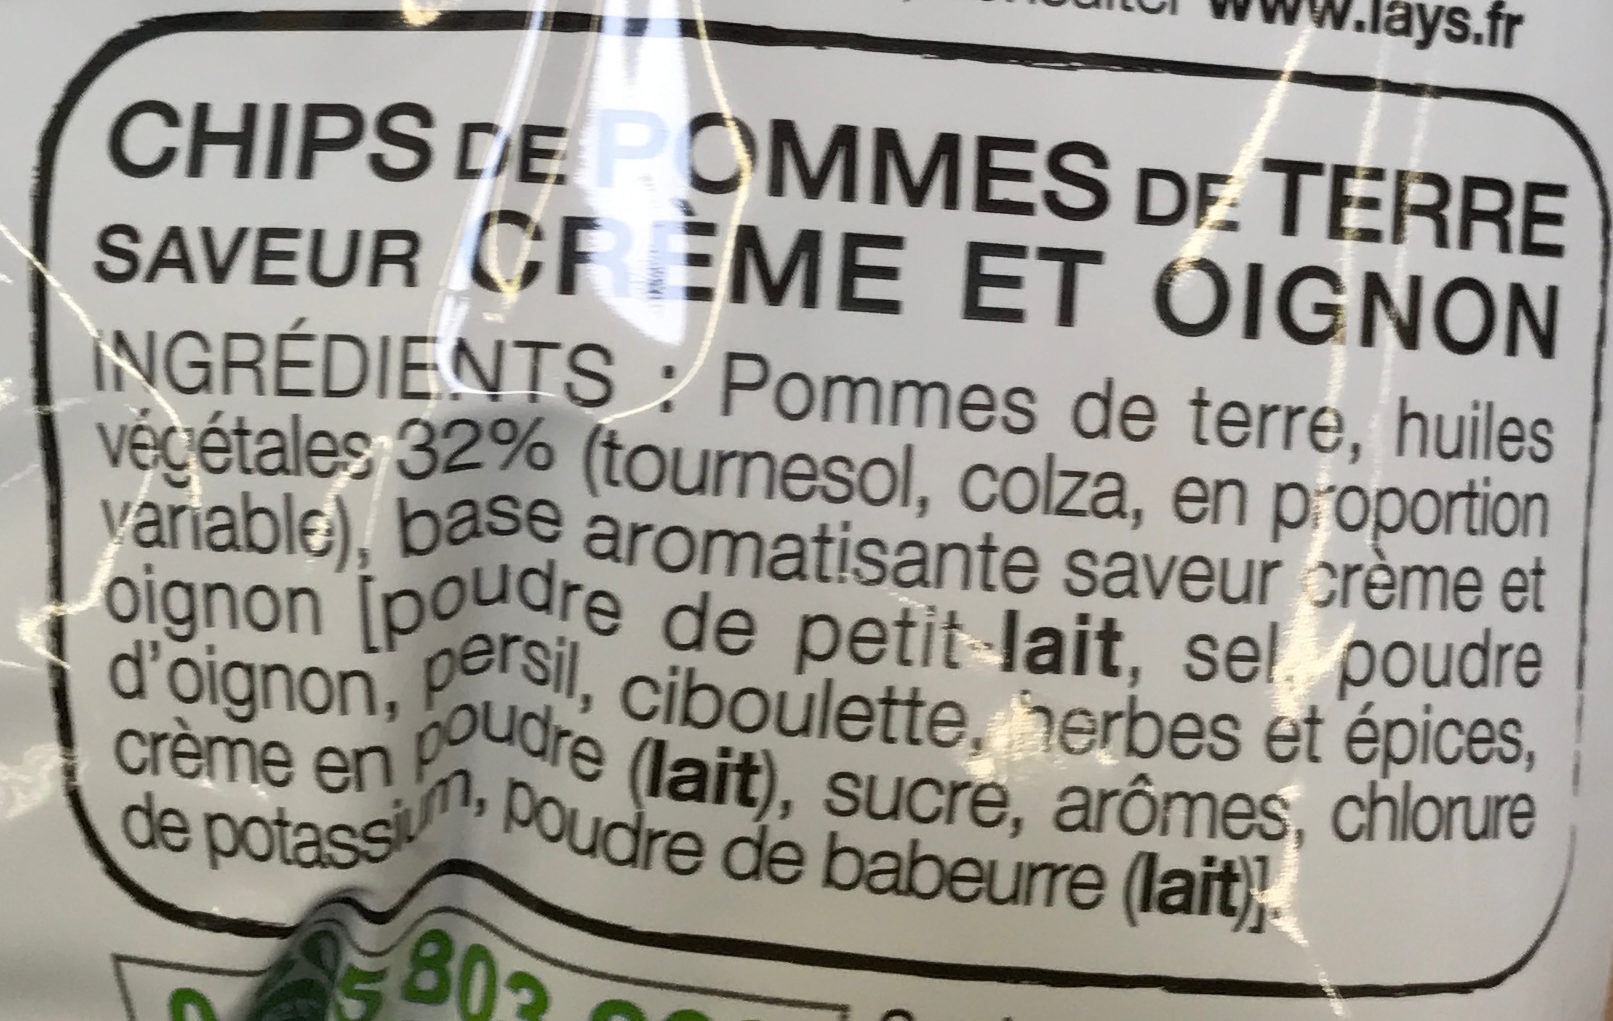 www.lays.fr
CHIPS DE POMMES DE TERRE
SAVEUR CRÈME ET OIGNON
INGRÉDIENTS : Pommes de terre, huiles
végétales 32% (tournesol, colza, en proportion
variable), base aromatisante saveur crème et
oignon [poudre de petit-lait, sel, poudre
d'oignon, persil, ciboulette, herbes et épices,
crème en poudre (lait), sucre, arômes, chlorure
de potassium, poudre de babeurre (lait)].
803